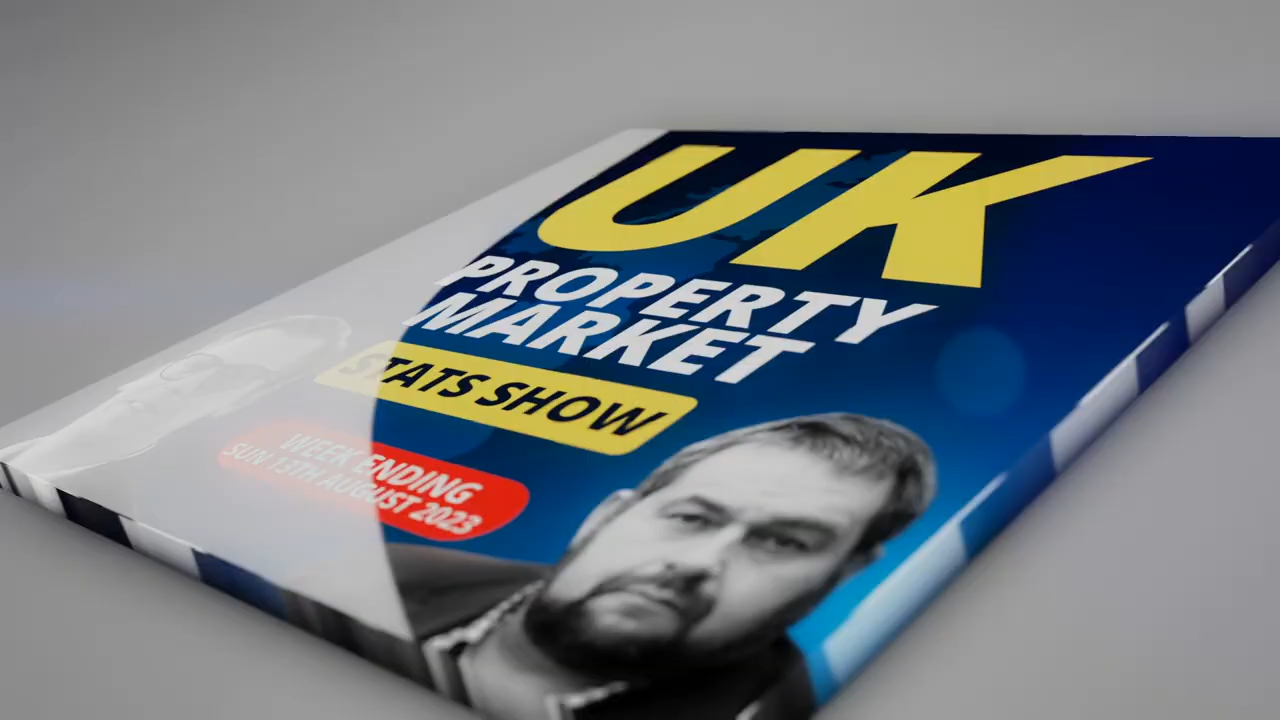 UK
PROPERTY
MARKET
STATS SHOW
WEEK ENDING
SUN 13TH AUGUST 2023